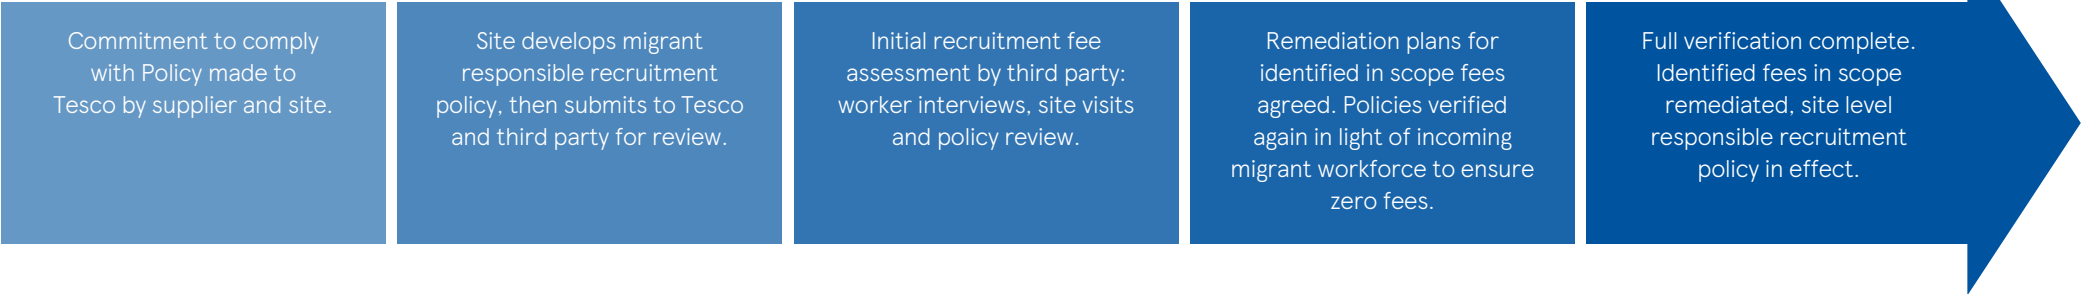 Commitment to comply
with Policy made to
Tesco by supplier and site.
Site develops migrant
responsible recruitment
policy, then submits to Tesco
and third party for review.
Initial recruitment fee
assessment by third party:
worker interviews, site visits
and policy review.
Remediation plans for
identified in scope fees
agreed. Policies verified
again in light of incoming
migrant workforce to ensure
zero fees.
Full verification complete.
Identified fees in scope
remediated, site level
responsible recruitment
policy in effect.